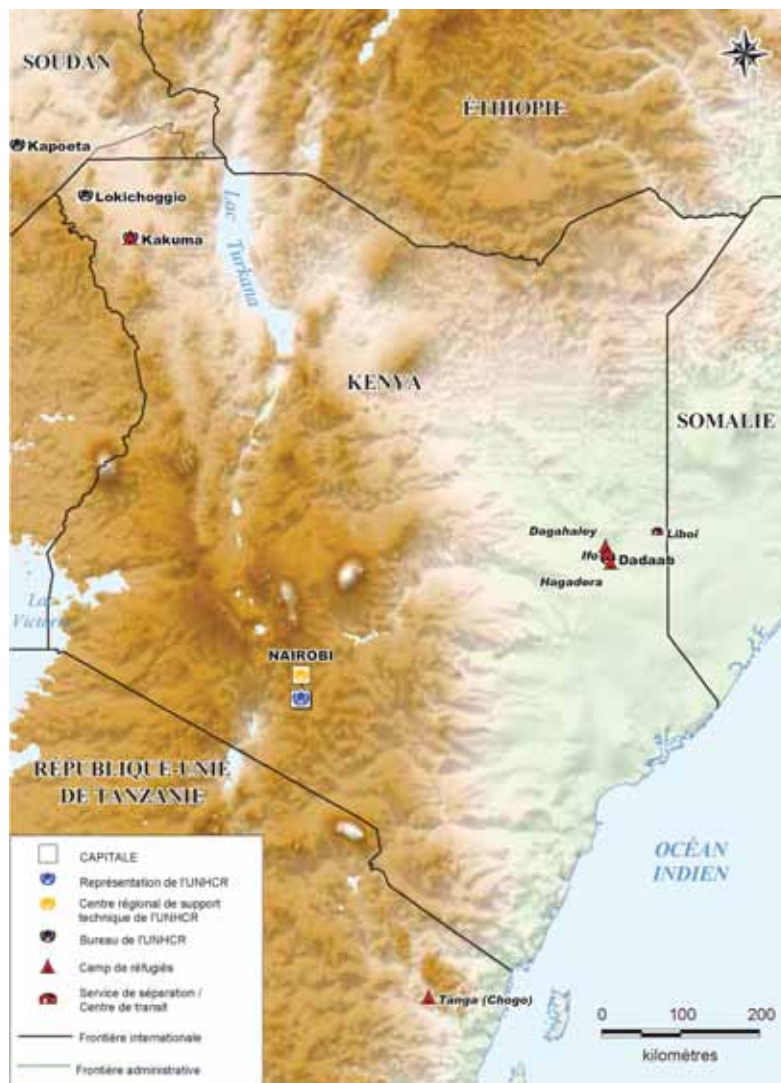 SOUDAN
ÉTHIOPIE
Kapoeta
Lokichoggio
Kakuma
Lac Turkana
KENYA
SOMALIE
Dagahaley
Liboi
Ifo
Dadaab
Hagadera
Lac
Victoria
NAIROBI
RÉPUBLIQUE-UNIE
DE TANZANIE
OCÉAN
INDIEN
CAPITALE
Représentation de l'UNHCR
Centre régional de support
technique de l'UNHCR
Bureau de l'UNHCR
Camp de réfugiés
Service de séparation /
Centre de transit
Frontière internationale
Frontière administrative
Tanga (Chogo)
0 100 200
kilomètres